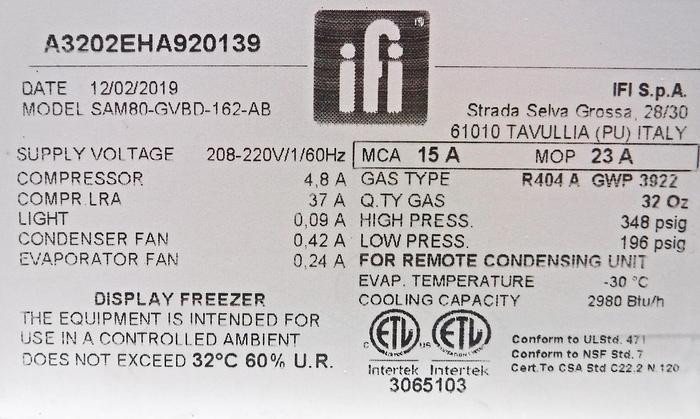 A3202EHA920139
ifi
DATE 12/02/2019
MODEL SAM80-GVBD-162-AB
IFI S.p.A.
Strada Selva Grossa, 28/30
61010 TAVULLIA (PU) ITALY
SUPPLY VOLTAGE 208-220V/1/60Hz MCA 15 A MOP 23 A
COMPRESSOR 4,8 A GAS TYPE R404 A GWP 3922
COMPR.LRA 37 A Q.TY GAS 32 Oz
LIGHT 0,09 A HIGH PRESS. 348 psig
CONDENSER FAN 0,42 A LOW PRESS. 196 psig
EVAPORATOR FAN 0,24 A FOR REMOTE CONDENSING UNIT
EVAP. TEMPERATURE -30 °C
COOLING CAPACITY 2980 Btu/h
DISPLAY FREEZER
THE EQUIPMENT IS INTENDED FOR
USE IN A CONTROLLED AMBIENT
DOES NOT EXCEED 32°C 60% U.R.
C ETL US ETL
Intertek Intertek
3065103
Conform to ULStd. 471
Conform to NSF Std. 7
Cert.To CSA Std C22.2 N.120